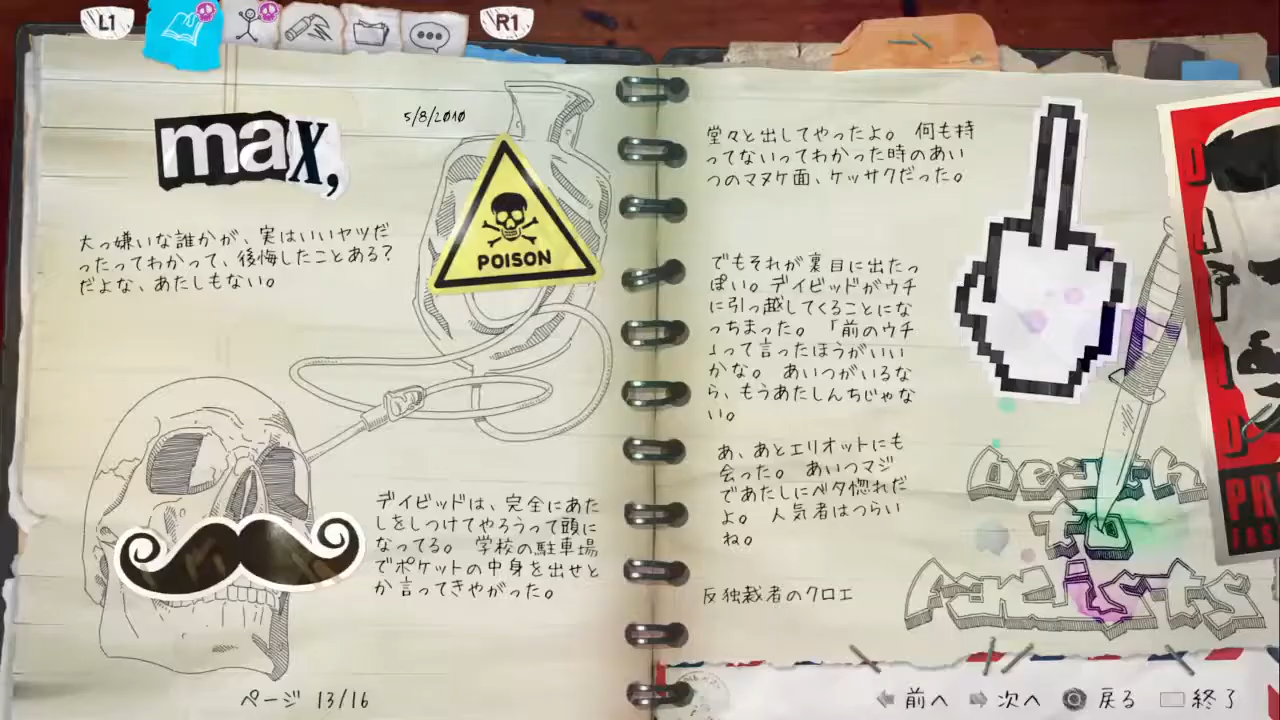 L1
R1
max,
5/8/2010
POISON
大っ嫌いな誰かが、実はいいヤツだ
ったってわかって、後悔したことある?
だよな、あたしもない。
デイビッドは、完全にあた
しをしつけてやろうって頭に
なってる。 学校の駐車場
でポケットの中身を出せと
か言ってきやがった。
ページ 13/16
堂々と出してやったよ。 何も持
ってないってわかった時のあい
つのマヌケ面、ケッサクだった。
でもそれが裏目に出たっ
ぽい。デイビッドがウチ
に引っ越してくることにな
っちまった。 「前のウチ
」って言ったほうがいい
かな。 あいつがいるな
ら、もうあたしんちじゃな
い。
あ、あとエリオットにも
会った。 あいつマジ
であたしにベタ惚れだ
よ。 人気者はつらい
ね。
反独裁者のクロエ
Death
to
PR
前へ 次へ 戻る 終了